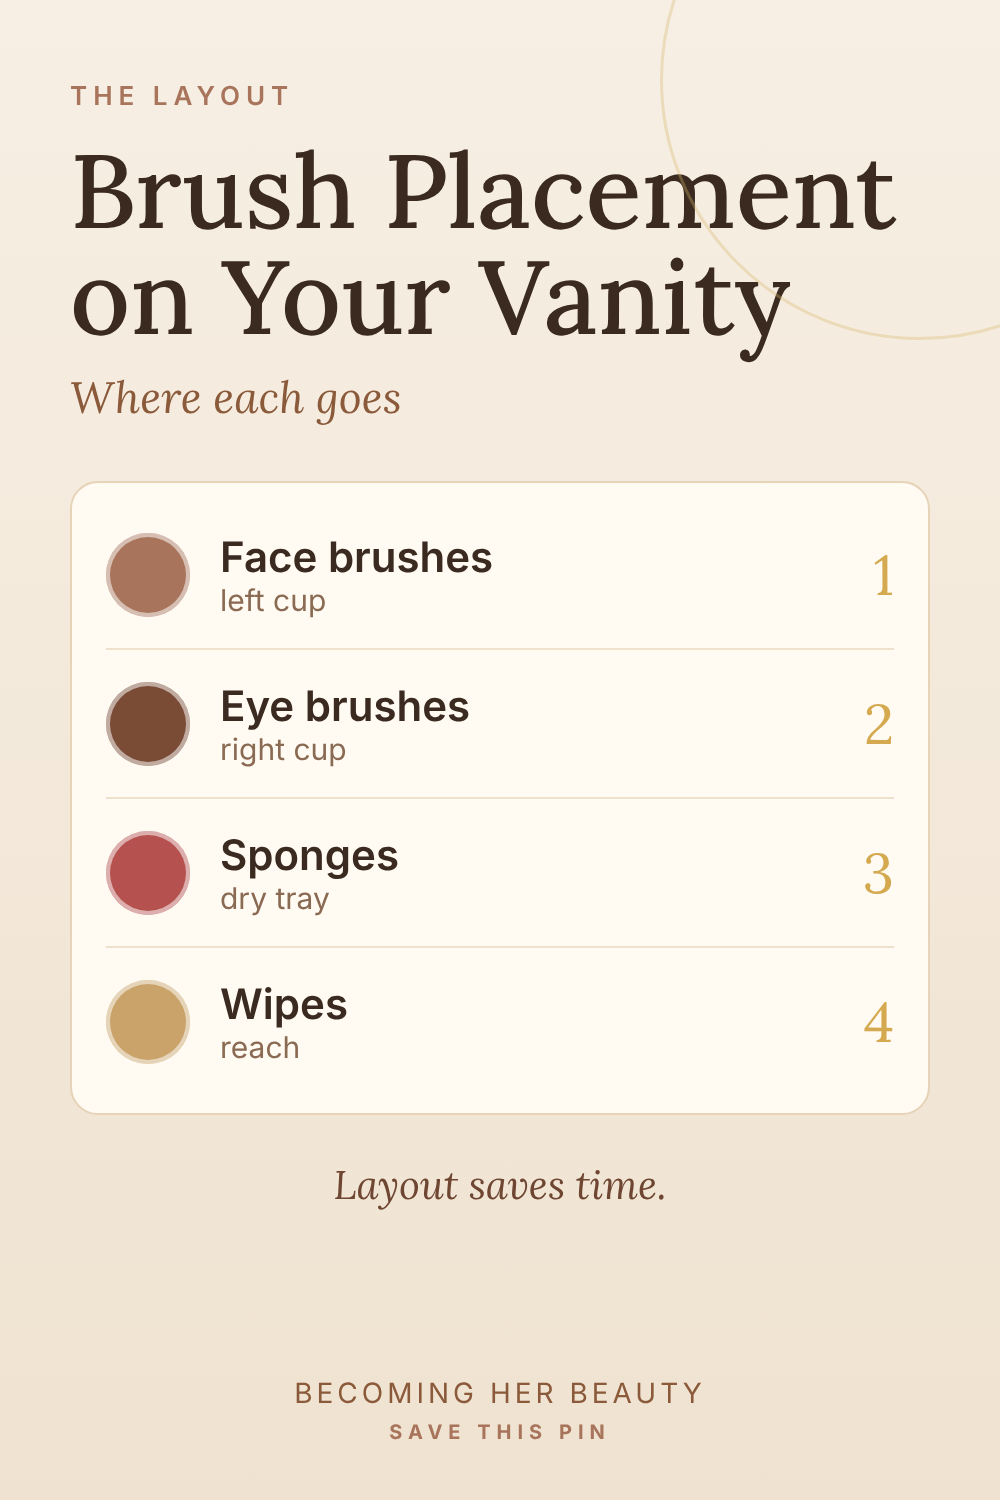 THE LAYOUT
Brush Placement
on Your Vanity
Where each goes
Face brushes
left cup
1
Eye brushes
right cup
2
Sponges
dry tray
3
Wipes
reach
4
Layout saves time.
BECOMING HER BEAUTY
SAVE THIS PIN